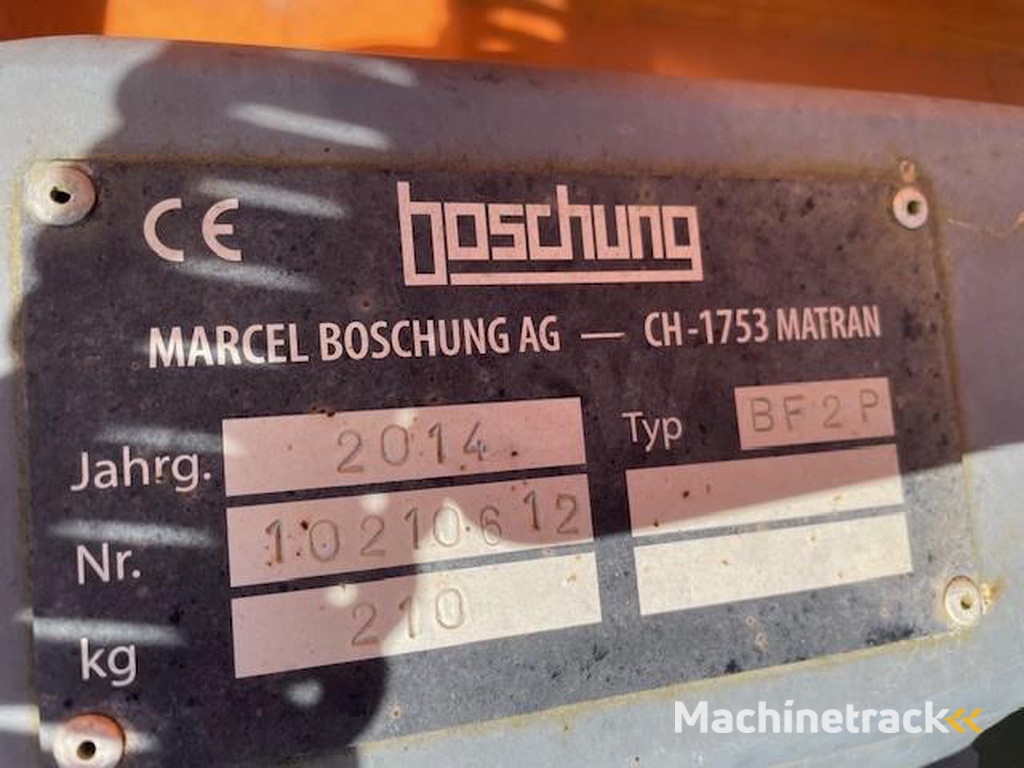 CE boschung
MARCEL BOSCHUNG AG — CH-1753 MATRAN
Jahrg. 2014 Typ BF2P
Nr. 10210612
kg 210
Machinetrack